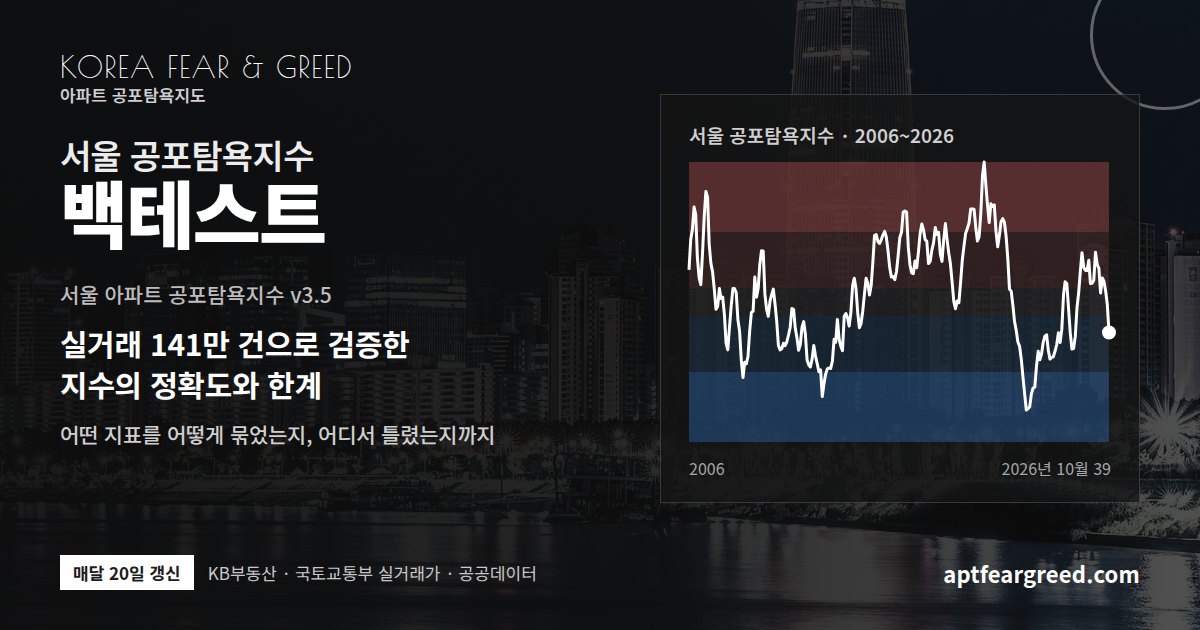 KOREA FEAR & GREED
아파트 공포탐욕지도
서울 공포탐욕지수
백테스트
서울 아파트 공포탐욕지수 v3.5
실거래 141만 건으로 검증한
지수의 정확도와 한계
어떤 지표를 어떻게 묶었는지, 어디서 틀렸는지까지
매달 20일 갱신
KB부동산 · 국토교통부 실거래가 · 공공데이터
서울 공포탐욕지수 · 2006~2026
2006
2026년 10월 39
aptfeargreed.com